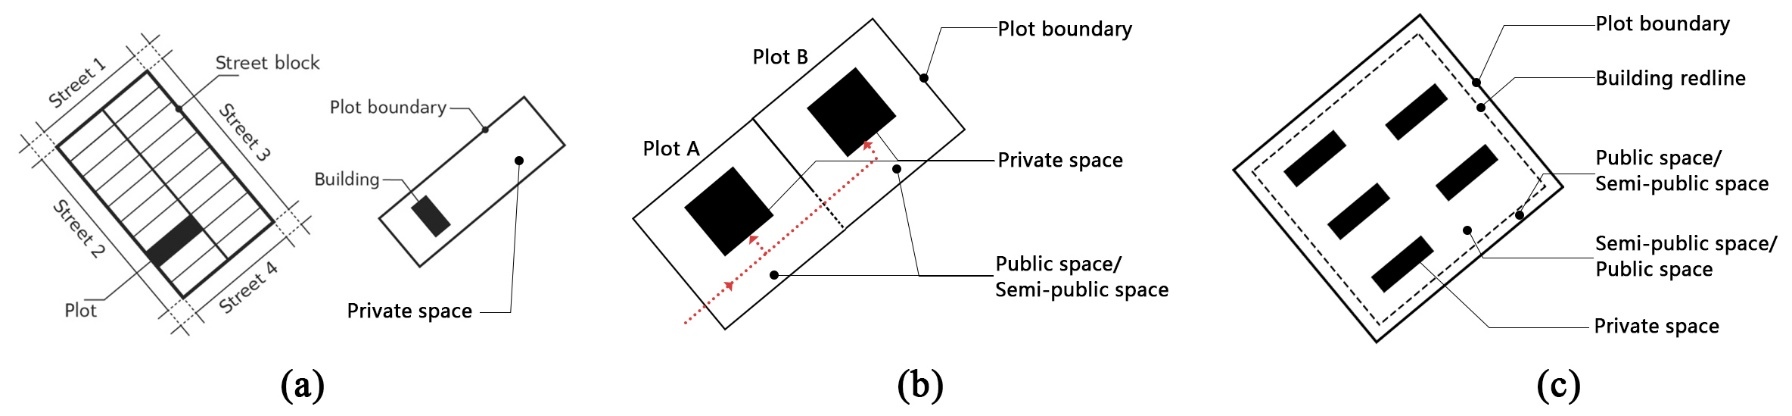 Street 1
Street block
Street 3
Street 2
Street 4
Plot
Plot boundary
Building
Private space
(a)
Plot B
Plot boundary
Plot A
Private space
Public space/
Semi-public space
(b)
Plot boundary
Building redline
Public space/
Semi-public space
Semi-public space/
Public space
Private space
(c)